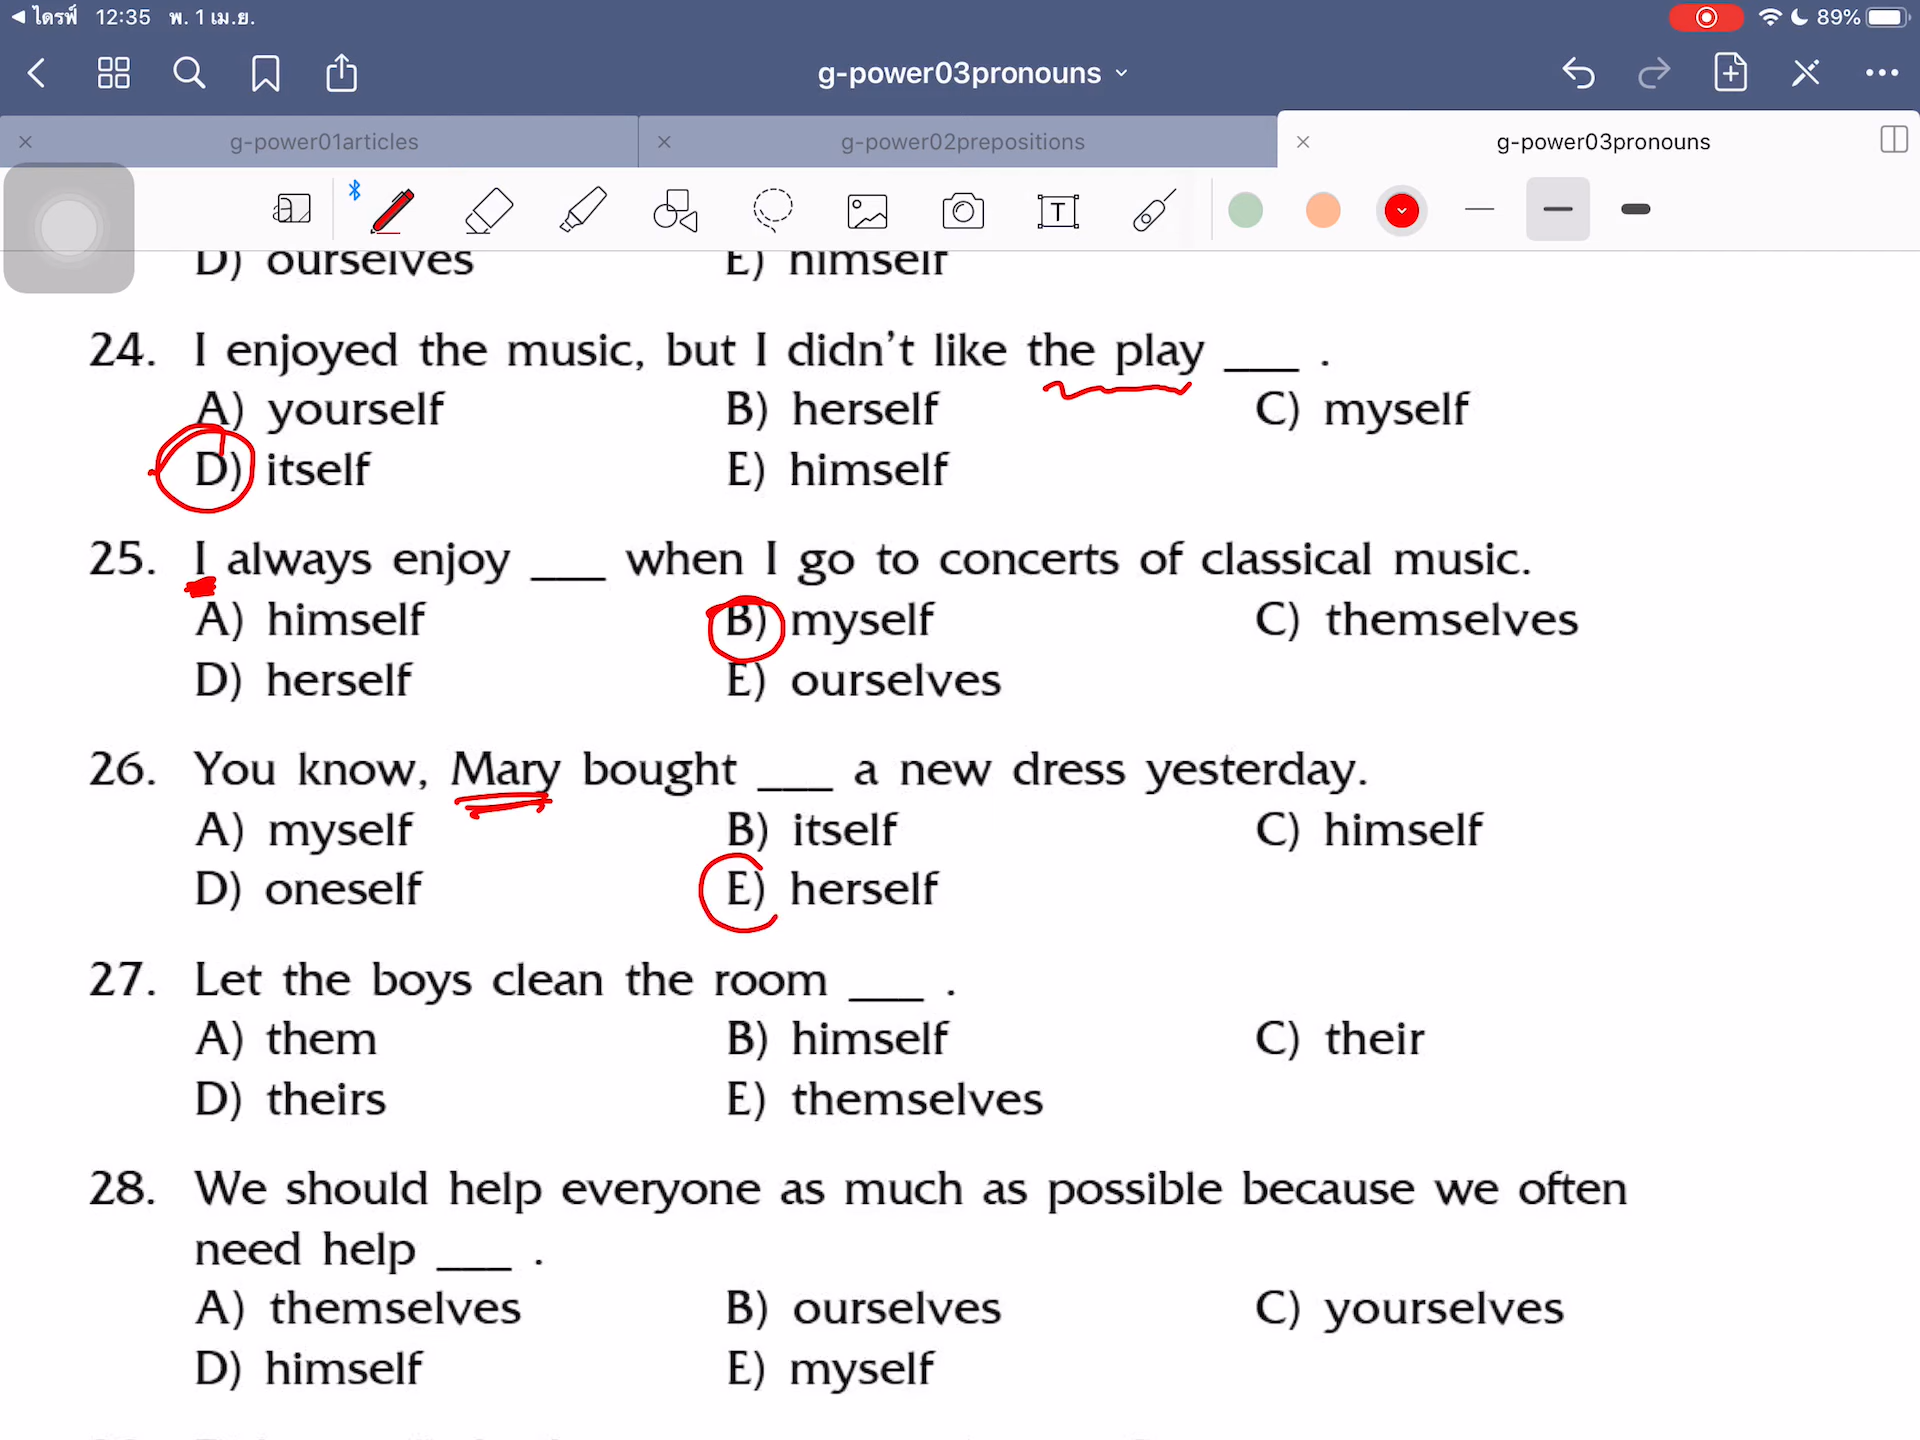 ไดรฟ์ 12:35 พ. 1 เม.ย. 89%
g-power03pronouns
g-power01articles g-power02prepositions g-power03pronouns
D) ourselves E) himself
24. I enjoyed the music, but I didn't like the play ___ .
A) yourself B) herself C) myself
D) itself E) himself
25. I always enjoy ___ when I go to concerts of classical music.
A) himself B) myself C) themselves
D) herself E) ourselves
26. You know, Mary bought ___ a new dress yesterday.
A) myself B) itself C) himself
D) oneself E) herself
27. Let the boys clean the room ___ .
A) them B) himself C) their
D) theirs E) themselves
28. We should help everyone as much as possible because we often
need help ___ .
A) themselves B) ourselves C) yourselves
D) himself E) myself